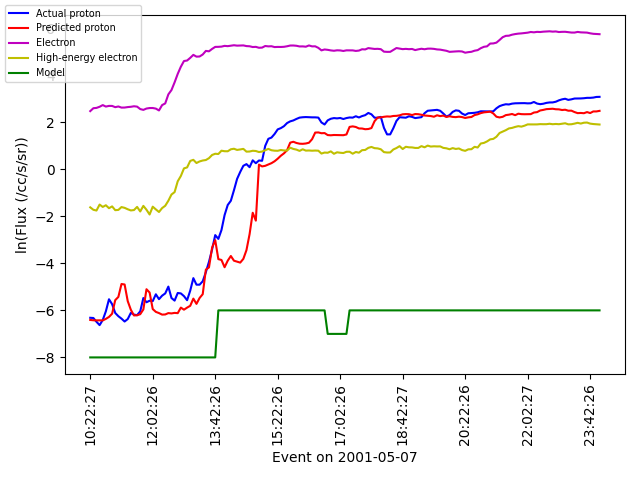 Actual proton
Predicted proton
Electron
High-energy electron
Model
2
0
−2
−4
−6
−8
ln(Flux (/cc/s/sr))
10:22:27
12:02:26
13:42:26
15:22:26
17:02:26
18:42:27
20:22:26
22:02:27
23:42:26
Event on 2001-05-07